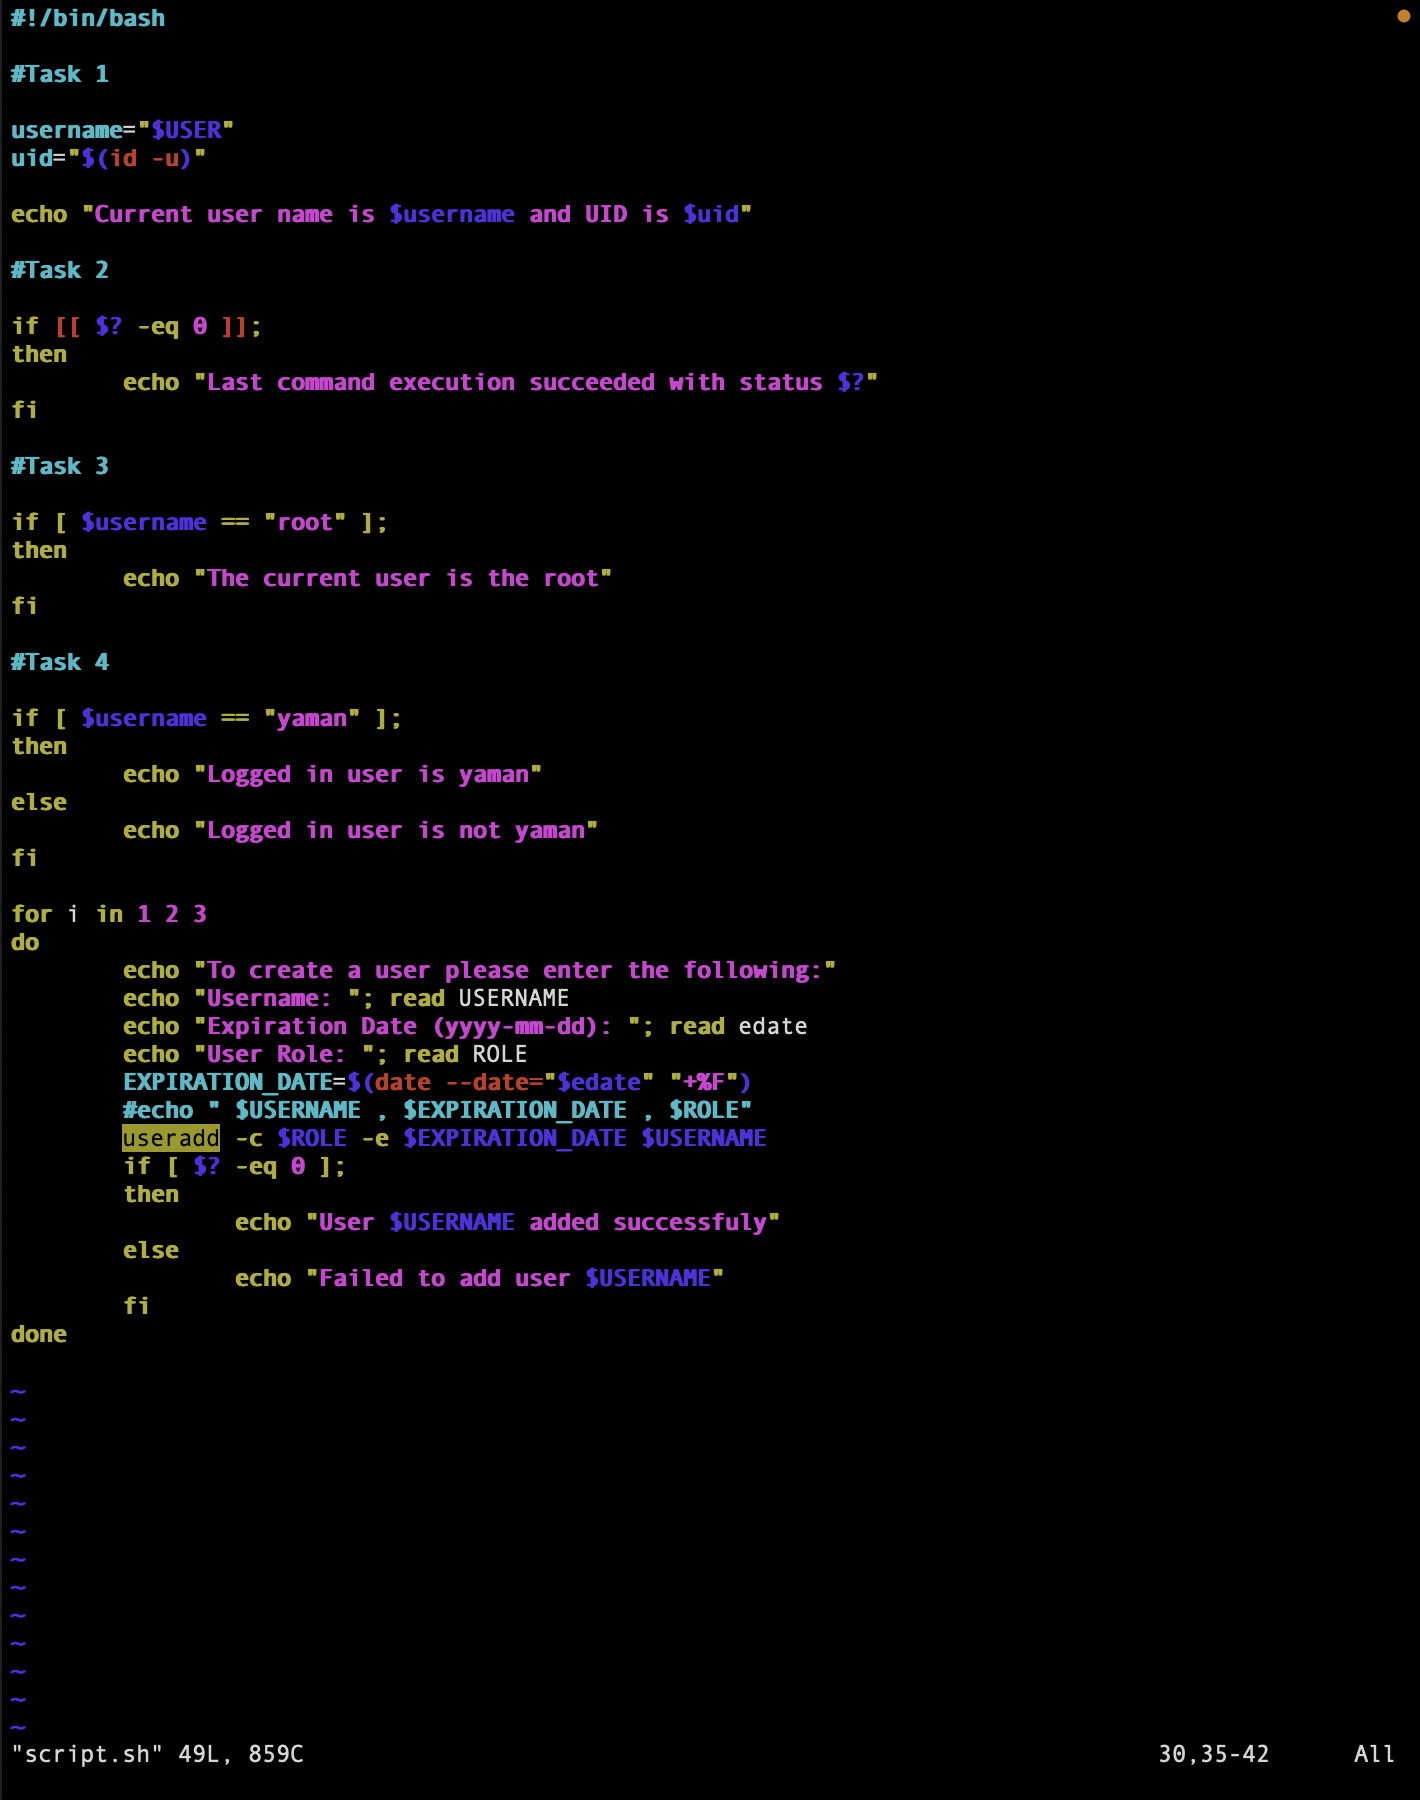 #!/bin/bash
#Task 1
username="$USER"
uid="$(id -u)"
echo "Current user name is $username and UID is $uid"
#Task 2
if [[ $? -eq 0 ]];
then
        echo "Last command execution succeeded with status $?"
fi
#Task 3
if [ $username == "root" ];
then
        echo "The current user is the root"
fi
#Task 4
if [ $username == "yaman" ];
then
        echo "Logged in user is yaman"
else
        echo "Logged in user is not yaman"
fi
for i in 1 2 3
do
        echo "To create a user please enter the following:"
        echo "Username: "; read USERNAME
        echo "Expiration Date (yyyy-mm-dd): "; read edate
        echo "User Role: "; read ROLE
        EXPIRATION_DATE=$(date --date="$edate" "+%F")
        #echo " $USERNAME , $EXPIRATION_DATE , $ROLE"
        useradd -c $ROLE -e $EXPIRATION_DATE $USERNAME
        if [ $? -eq 0 ];
        then
                echo "User $USERNAME added successfuly"
        else
                echo "Failed to add user $USERNAME"
        fi
done
~
~
~
~
~
~
~
~
~
~
~
~
~
"script.sh" 49L, 859C 30,35-42 All